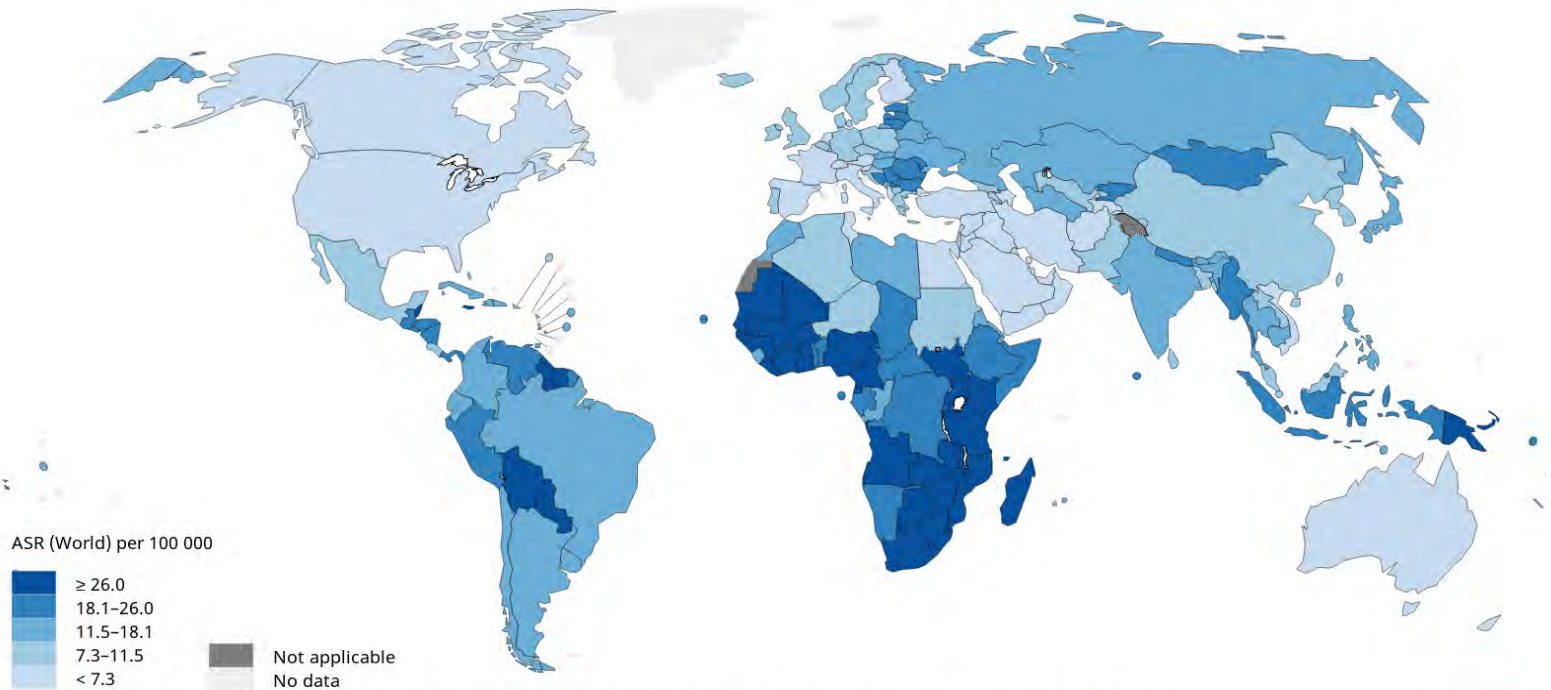 ASR (World) per 100 000
≥ 26.0
18.1–26.0
11.5–18.1
7.3–11.5
< 7.3
Not applicable
No data